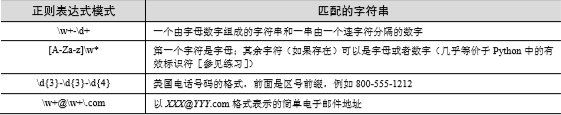 正则表达式模式 匹配的字符串
\w+-\d+ 一个由字母数字组成的字符串和一串由一个连字符分隔的数字
[A-Za-z]\w* 第一个字符是字母；其余字符（如果存在）可以是字母或者数字（几乎等价于 Python 中的有
效标识符［参见练习］）
\d{3}-\d{3}-\d{4} 美国电话号码的格式，前面是区号前缀，例如 800-555-1212
\w+@\w+\.com 以 XXX@YYY.com 格式表示的简单电子邮件地址